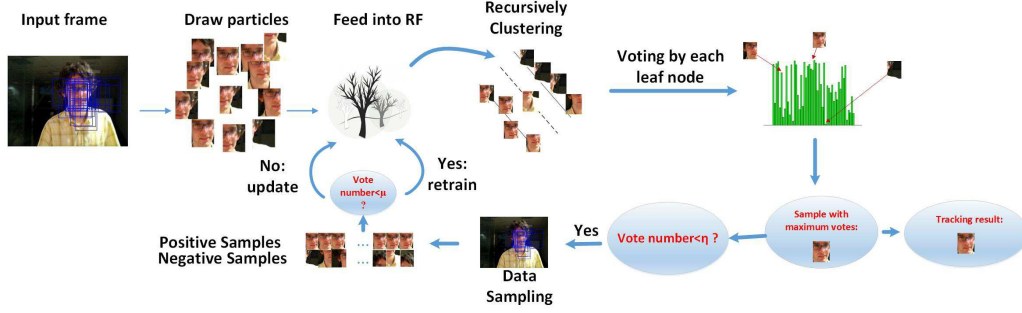 Input frame
Draw particles
Feed into RF
Recursively
Clustering
Voting by each
leaf node
No:
update
Yes:
retrain
Vote
number<μ
?
Positive Samples
Negative Samples
...
...
Data
Sampling
Yes
Vote number<η ?
Sample with
maximum votes:
Tracking result: